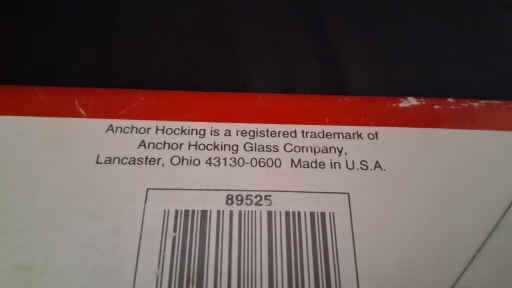 Anchor Hocking is a registered trademark of
Anchor Hocking Glass Company,
Lancaster, Ohio 43130-0600 Made in U.S.A.
89525